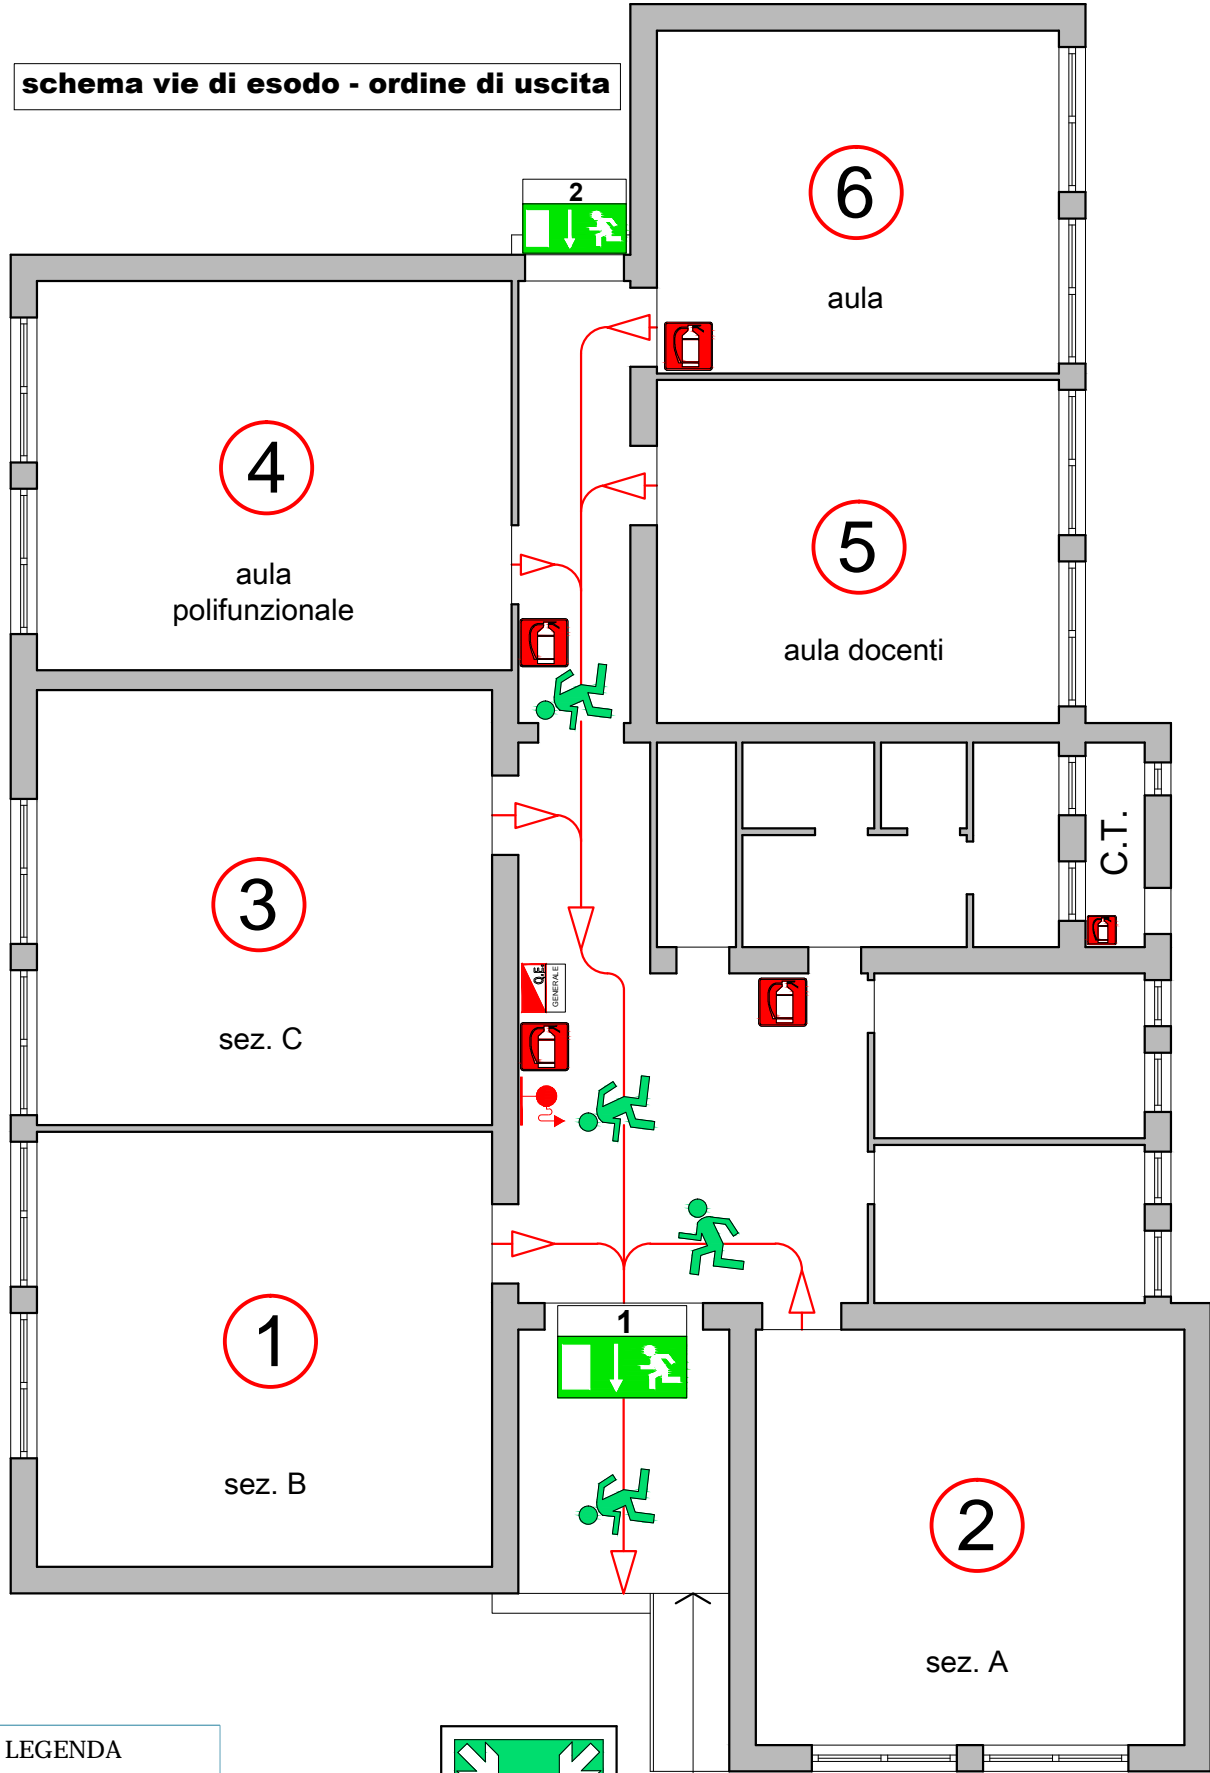 schema vie di esodo - ordine di uscita
2
6
aula
4
aula
polifunzionale
5
aula docenti
C.T.
3
sez. C
Q.E.
GENERALE
1
sez. B
1
2
sez. A
LEGENDA